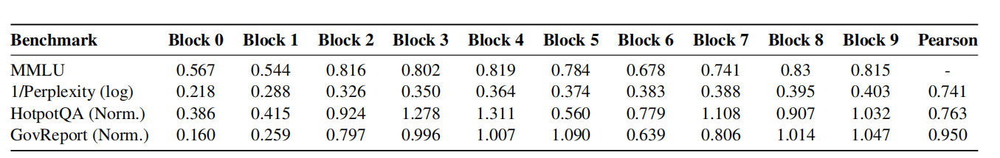 Benchmark Block 0 Block 1 Block 2 Block 3 Block 4 Block 5 Block 6 Block 7 Block 8 Block 9 Pearson
MMLU 0.567 0.544 0.816 0.802 0.819 0.784 0.678 0.741 0.83 0.815 -
1/Perplexity (log) 0.218 0.288 0.326 0.350 0.364 0.374 0.383 0.388 0.395 0.403 0.741
HotpotQA (Norm.) 0.386 0.415 0.924 1.278 1.311 0.560 0.779 1.108 0.907 1.032 0.763
GovReport (Norm.) 0.160 0.259 0.797 0.996 1.007 1.090 0.639 0.806 1.014 1.047 0.950